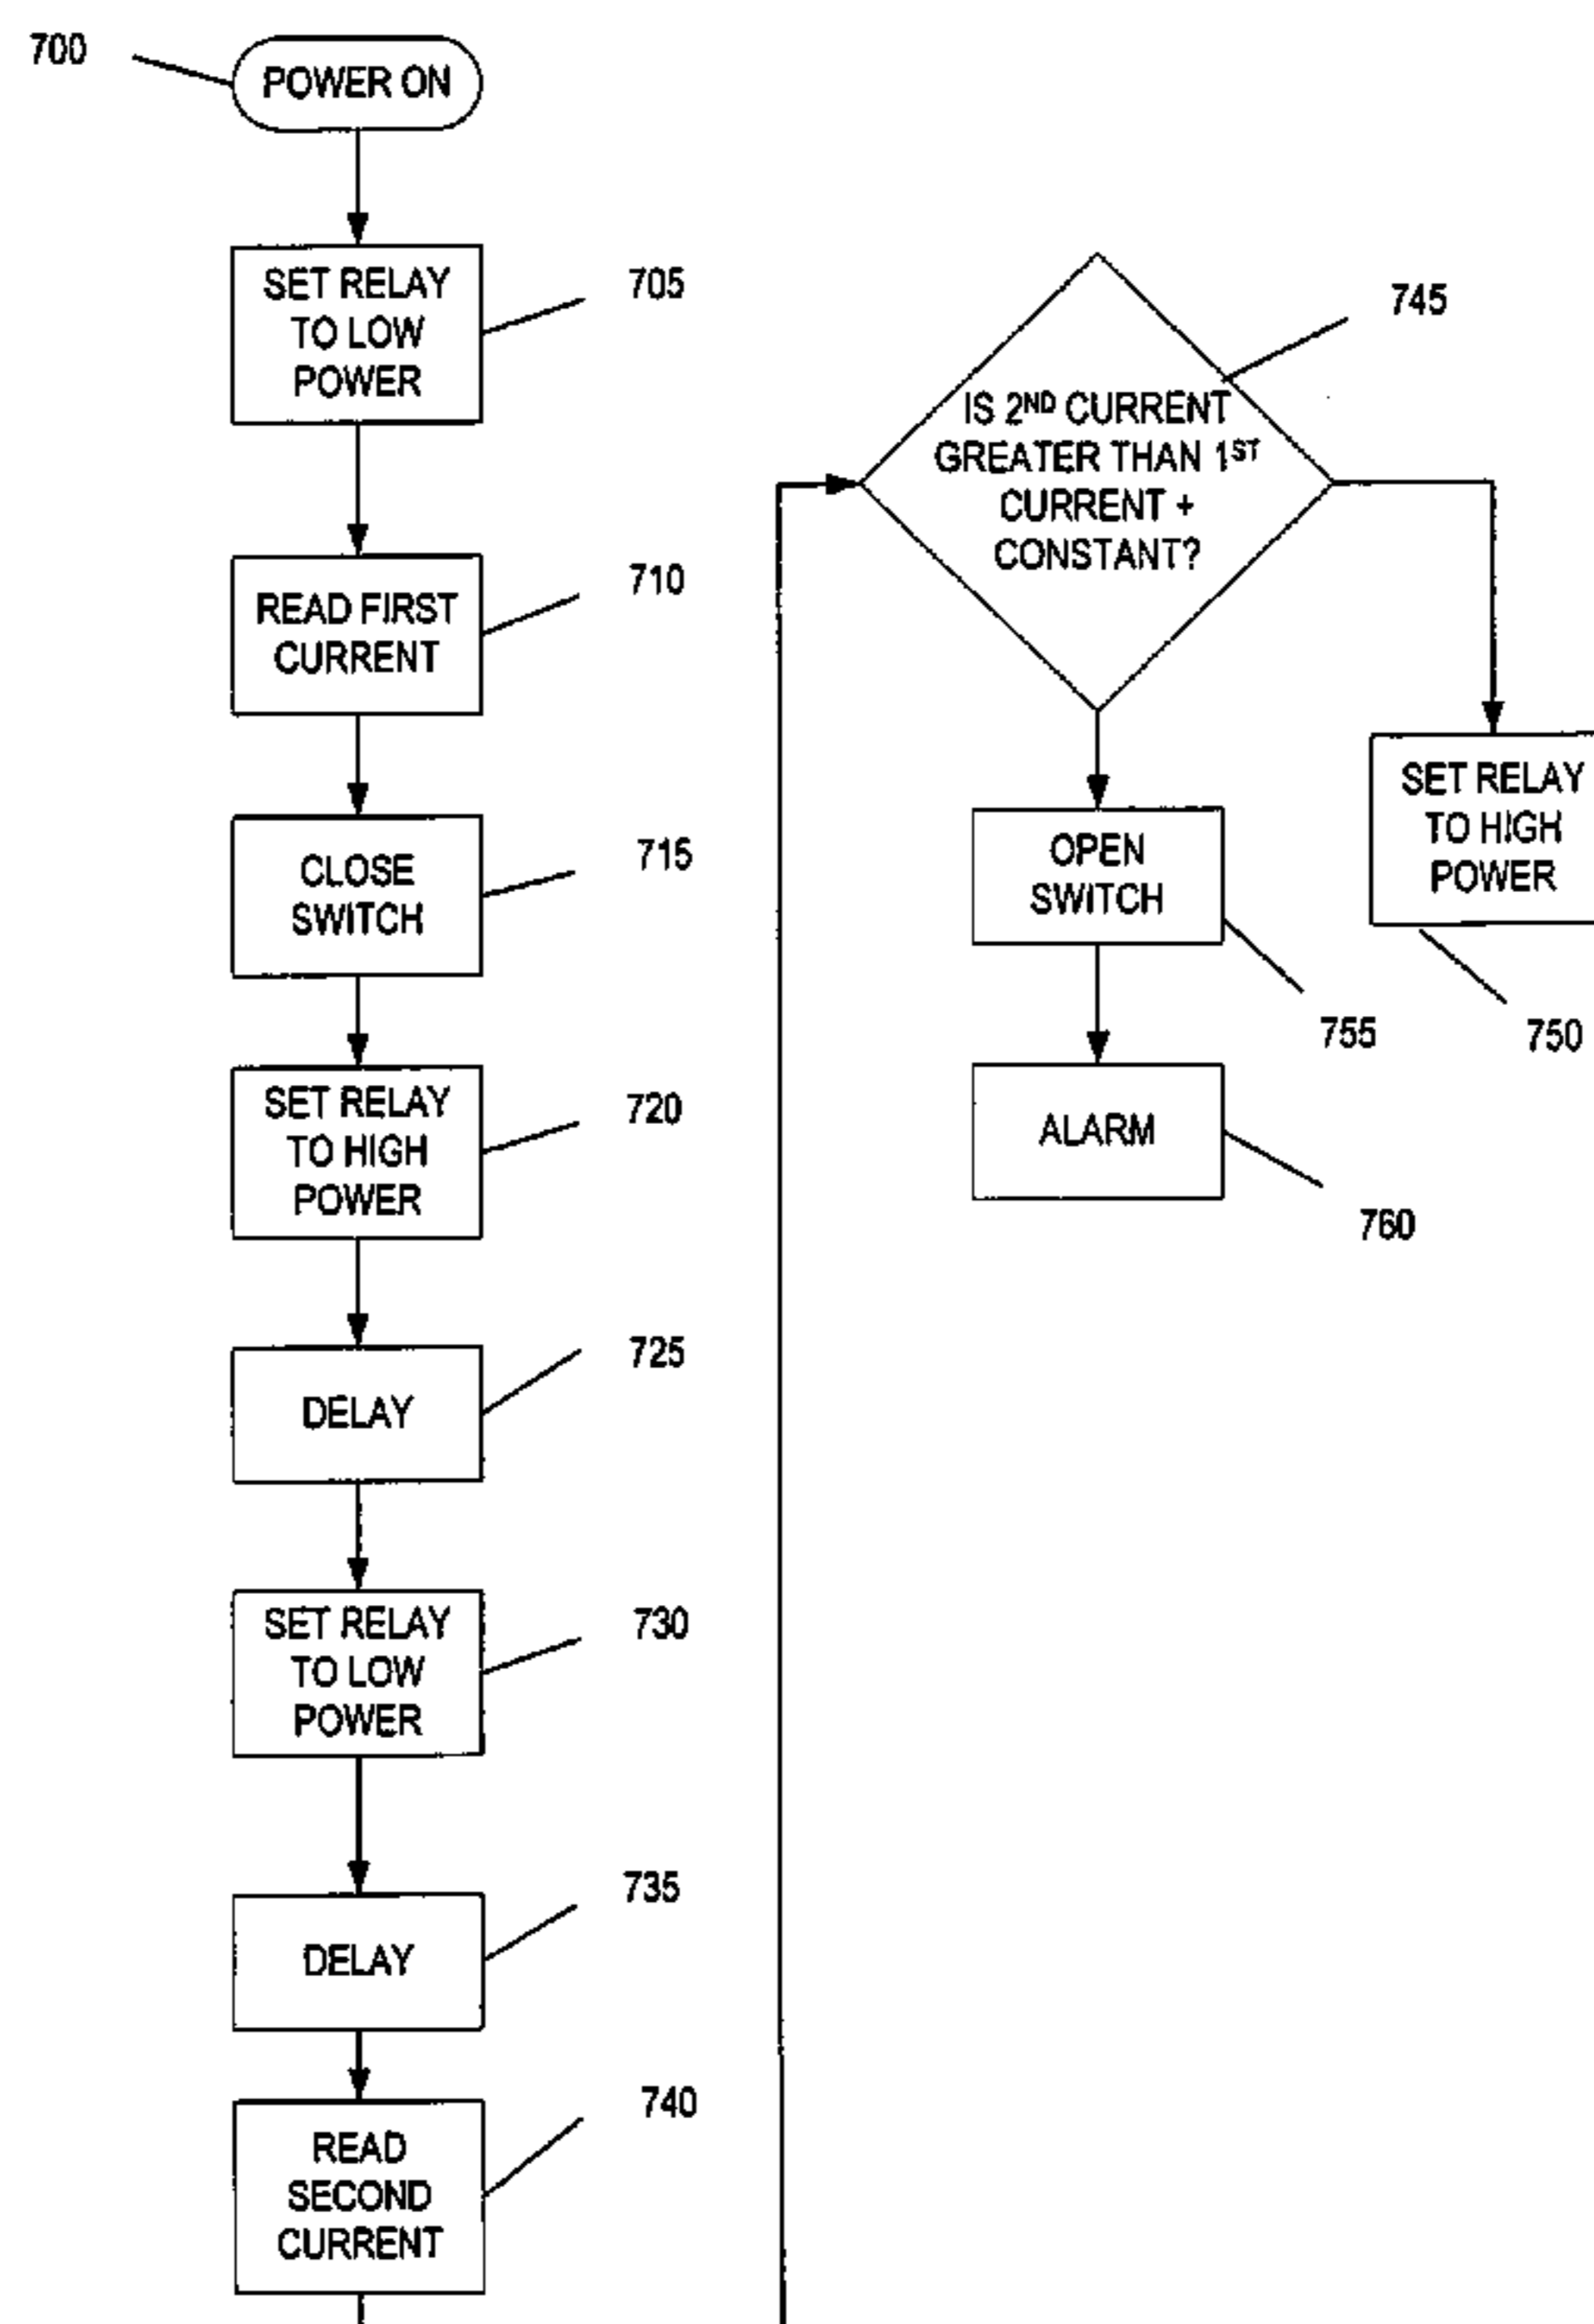 700
POWER ON
SET RELAY
TO LOW
POWER
705
READ FIRST
CURRENT
710
CLOSE
SWITCH
715
SET RELAY
TO HIGH
POWER
720
DELAY
725
SET RELAY
TO LOW
POWER
730
DELAY
735
READ
SECOND
CURRENT
740
745
IS 2ND CURRENT
GREATER THAN 1ST
CURRENT +
CONSTANT?
SET RELAY
TO HIGH
POWER
750
OPEN
SWITCH
755
ALARM
760